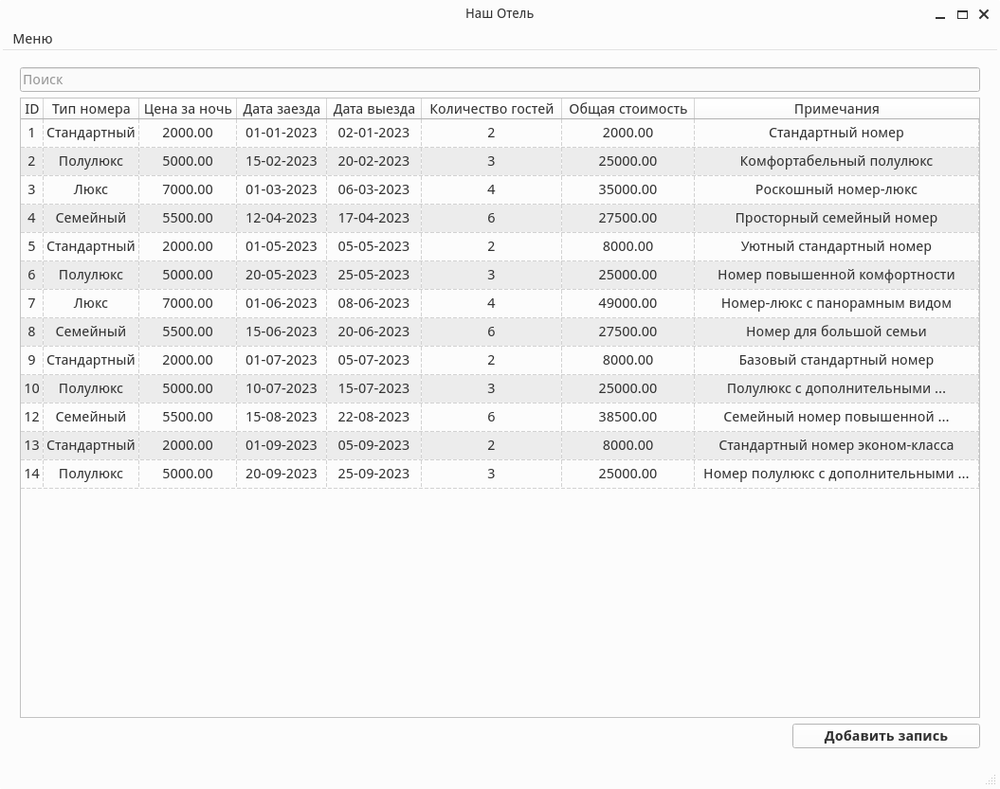 Наш Отель
Меню
Поиск
ID Тип номера Цена за ночь Дата заезда Дата выезда Количество гостей Общая стоимость Примечания
1 Стандартный 2000.00 01-01-2023 02-01-2023 2 2000.00 Стандартный номер
2 Полулюкс 5000.00 15-02-2023 20-02-2023 3 25000.00 Комфортабельный полулюкс
3 Люкс 7000.00 01-03-2023 06-03-2023 4 35000.00 Роскошный номер-люкс
4 Семейный 5500.00 12-04-2023 17-04-2023 6 27500.00 Просторный семейный номер
5 Стандартный 2000.00 01-05-2023 05-05-2023 2 8000.00 Уютный стандартный номер
6 Полулюкс 5000.00 20-05-2023 25-05-2023 3 25000.00 Номер повышенной комфортности
7 Люкс 7000.00 01-06-2023 08-06-2023 4 49000.00 Номер-люкс с панорамным видом
8 Семейный 5500.00 15-06-2023 20-06-2023 6 27500.00 Номер для большой семьи
9 Стандартный 2000.00 01-07-2023 05-07-2023 2 8000.00 Базовый стандартный номер
10 Полулюкс 5000.00 10-07-2023 15-07-2023 3 25000.00 Полулюкс с дополнительными ...
12 Семейный 5500.00 15-08-2023 22-08-2023 6 38500.00 Семейный номер повышенной ...
13 Стандартный 2000.00 01-09-2023 05-09-2023 2 8000.00 Стандартный номер эконом-класса
14 Полулюкс 5000.00 20-09-2023 25-09-2023 3 25000.00 Номер полулюкс с дополнительными ...
Добавить запись